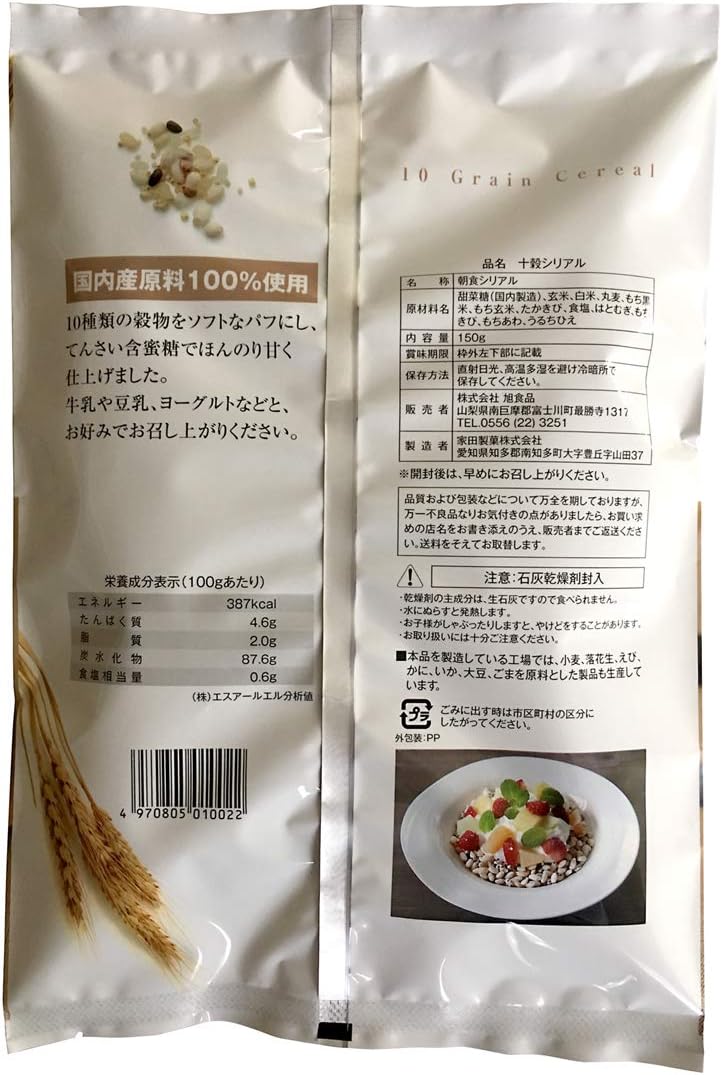 国内産原料100%使用
10種類の穀物をソフトなパフにし、
てんさい含蜜糖でほんのり甘く
仕上げました。
牛乳や豆乳、ヨーグルトなどと、
お好みでお召し上がりください。
栄養成分表示(100gあたり)
エネルギー 387kcal
たんぱく質 4.6g
脂質 2.0g
炭水化物 87.6g
食塩相当量 0.6g
(株)エスアールエル分析値
4 970805 010022
10 Grain Cereal
品名 十穀シリアル
名称 朝食シリアル
原材料名 甜菜糖(国内製造)、玄米、白米、丸麦、もち黒
米、もち玄米、たかきび、食塩、はとむぎ、もち
きび、もちあわ、うるちひえ
内容量 150g
賞味期限 枠外左下部に記載
保存方法 直射日光、高温多湿を避け冷暗所で
保存してください。
販売者 株式会社 旭食品
山梨県南巨摩郡富士川町最勝寺1317
TEL.0556 (22) 3251
製造者 家田製菓株式会社
愛知県知多郡南知多町大字豊丘字山田37
※開封後は、早めにお召し上がりください。
品質および包装などについて万全を期しておりますが、
万一不良品なりお気付きの点がありましたら、お買い求
めの店名をお書き添えのうえ、販売者までご返送くださ
い。送料をそえてお取替します。
注意:石灰乾燥剤封入
・乾燥剤の主成分は、生石灰ですので食べられません。
・水にぬらすと発熱します。
・お子様がしゃぶったりしますと、やけどをすることがあります。
・お取り扱いには十分ご注意ください。
■本品を製造している工場では、小麦、落花生、えび、
かに、いか、大豆、ごまを原料とした製品も生産して
います。
プラ
ごみに出す時は市区町村の区分に
したがってください。
外包装:PP